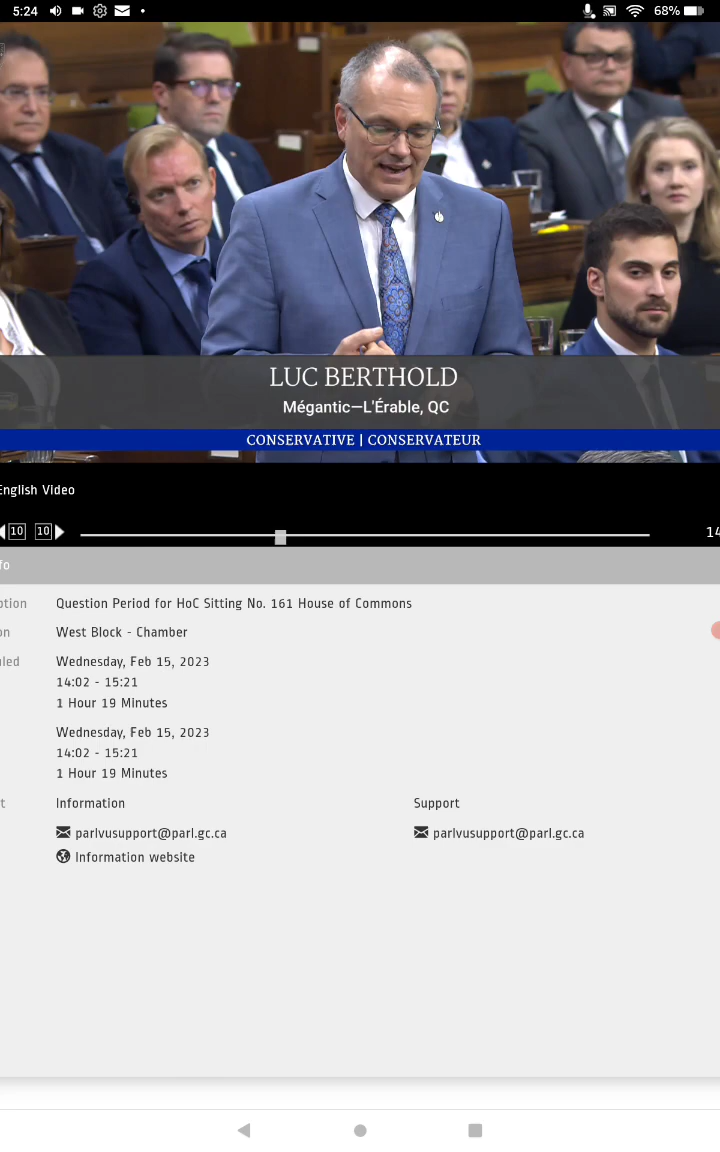 5:24
68%
LUC BERTHOLD
Mégantic—L'Érable, QC
CONSERVATIVE | CONSERVATEUR
English Video
10 10
14
fo
ption Question Period for HoC Sitting No. 161 House of Commons
on West Block - Chamber
uled Wednesday, Feb 15, 2023
14:02 - 15:21
1 Hour 19 Minutes
Wednesday, Feb 15, 2023
14:02 - 15:21
1 Hour 19 Minutes
t Information Support
parlvusupport@parl.gc.ca parlvusupport@parl.gc.ca
Information website